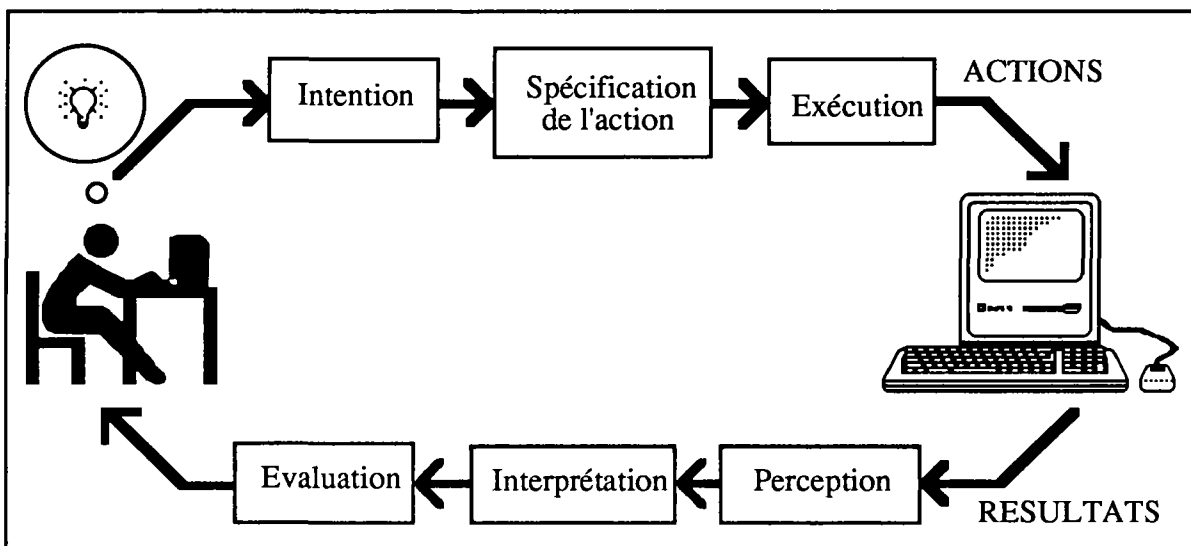 Intention
Spécification
de l'action
Exécution
ACTIONS
Evaluation
Interprétation
Perception
RESULTATS